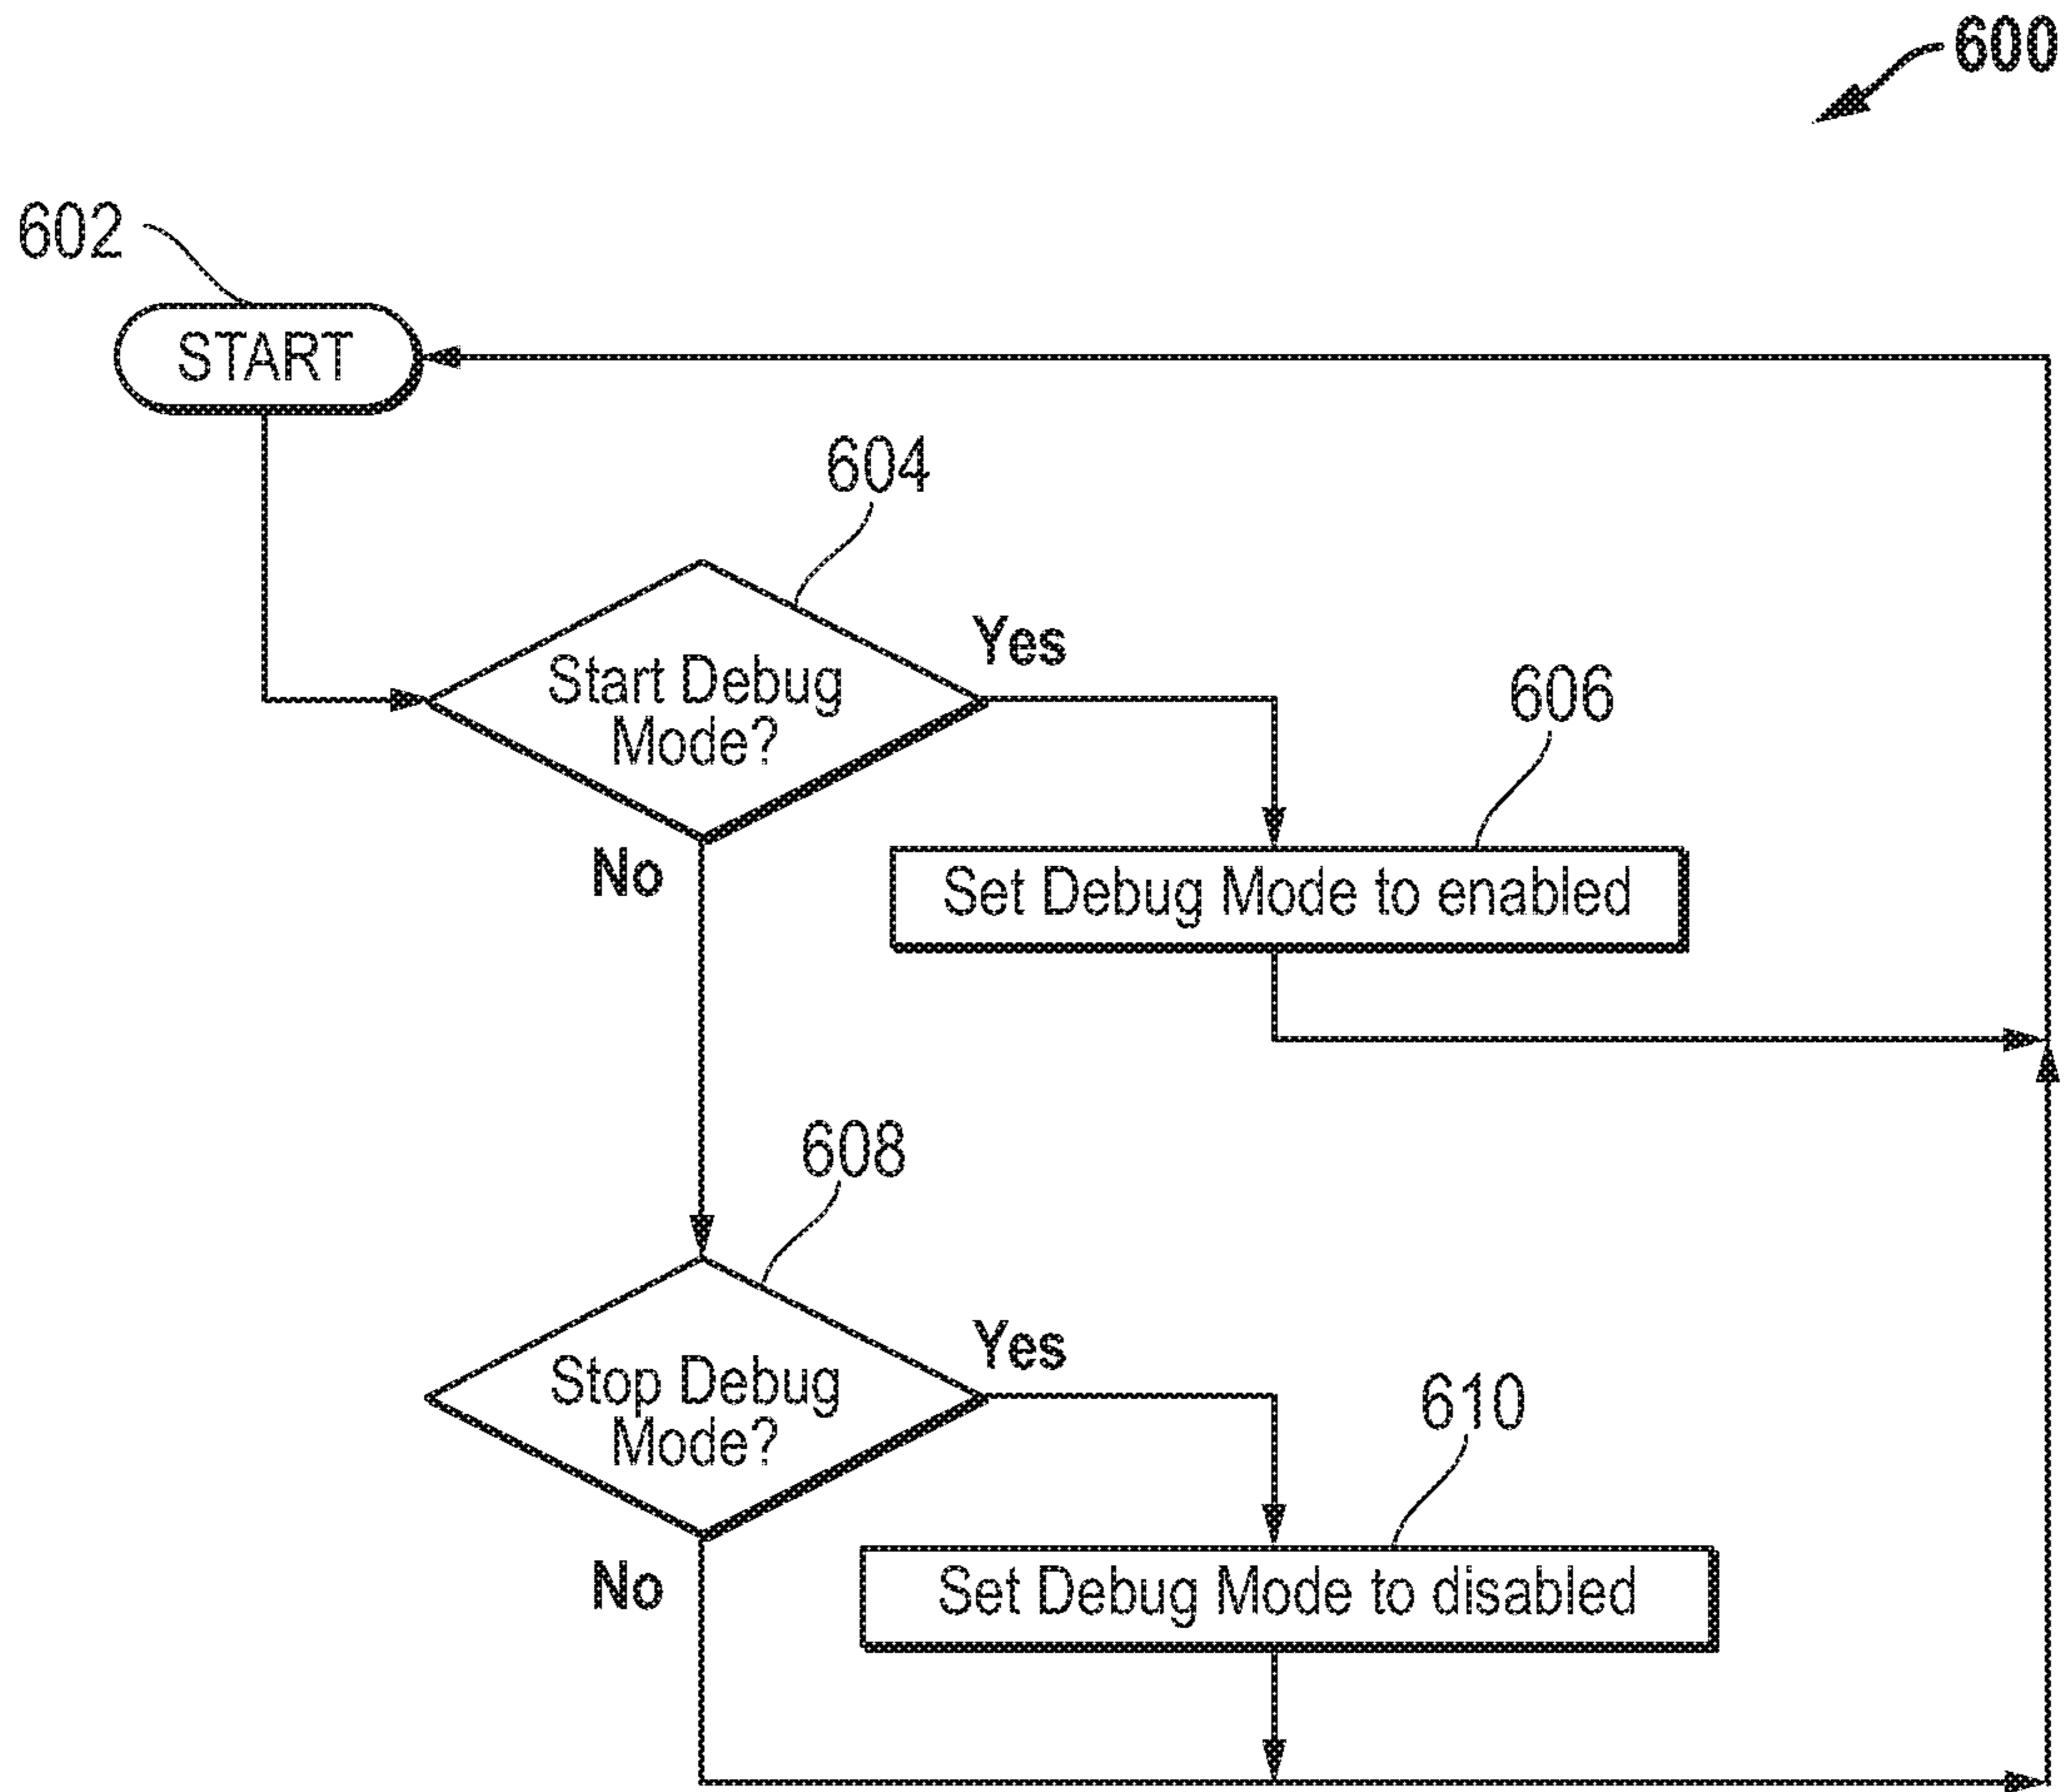 600
602
START
604
Start Debug
Mode?
Yes
606
No
Set Debug Mode to enabled
608
Stop Debug
Mode?
Yes
610
No
Set Debug Mode to disabled